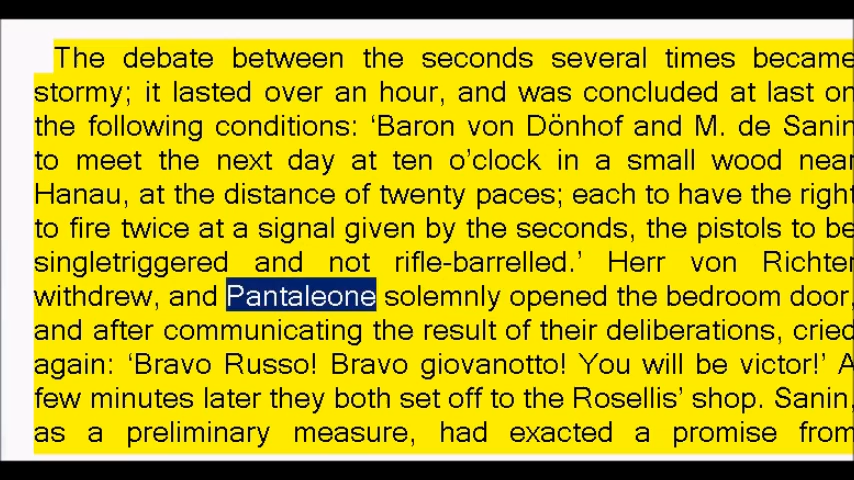 The debate between the seconds several times became
stormy; it lasted over an hour, and was concluded at last on
the following conditions: ‘Baron von Dönhof and M. de Sanin
to meet the next day at ten o’clock in a small wood near
Hanau, at the distance of twenty paces; each to have the right
to fire twice at a signal given by the seconds, the pistols to be
singletriggered and not rifle-barrelled.’ Herr von Richter
withdrew, and Pantaleone solemnly opened the bedroom door,
and after communicating the result of their deliberations, cried
again: ‘Bravo Russo! Bravo giovanotto! You will be victor!’ A
few minutes later they both set off to the Rosellis’ shop. Sanin,
as a preliminary measure, had exacted a promise from